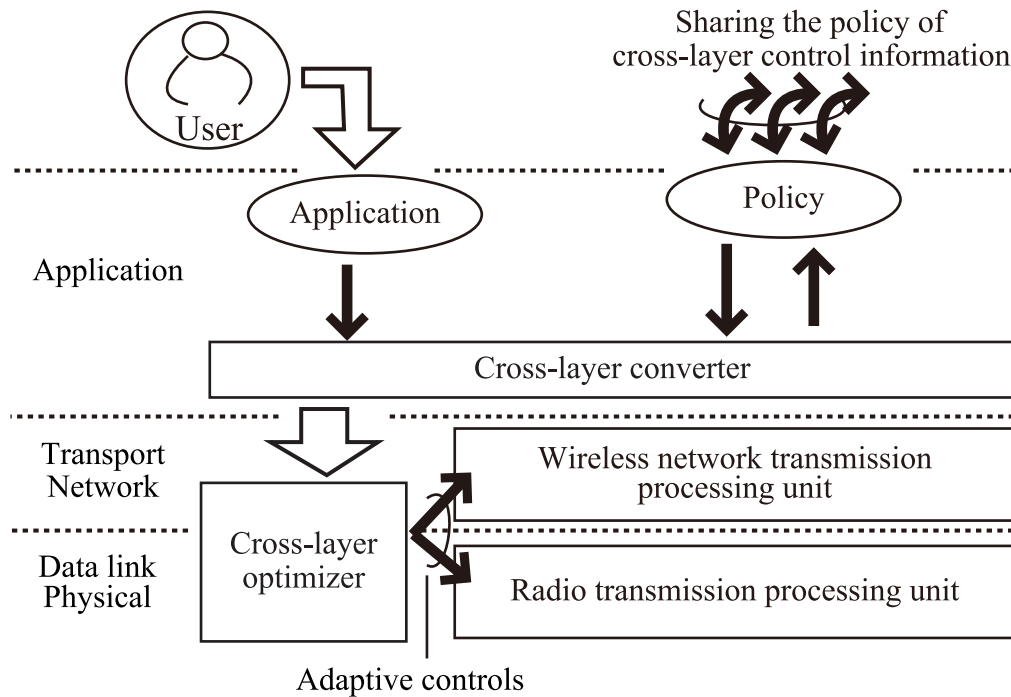 Sharing the policy of
cross-layer control information
User
Application
Policy
Application
Cross-layer converter
Transport
Network
Wireless network transmission
processing unit
Cross-layer
optimizer
Data link
Physical
Radio transmission processing unit
Adaptive controls